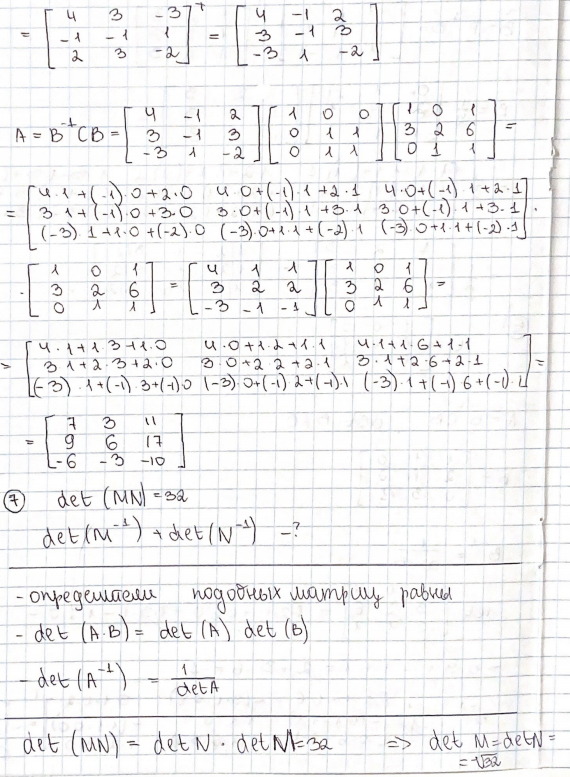 = [ 4 3 -3 ]ᵀ = [ 4 -1 2 ]
[ -1 -1 1 ] [ 3 -1 3 ]
[ 2 3 -2 ] [ -3 1 -2 ]
A = B⁻¹CB = [ 4 -1 2 ] [ 1 0 0 ] [ 1 0 1 ] =
[ 3 -1 3 ] [ 0 1 1 ] [ 3 2 6 ]
[ -3 1 -2 ] [ 0 1 1 ] [ 0 1 1 ]
= [ 4·1+(-1)·0+2·0 4·0+(-1)·1+2·1 4·0+(-1)·1+2·1 ]
[ 3·1+(-1)·0+3·0 3·0+(-1)·1+3·1 3·0+(-1)·1+3·1 ] ·
[ (-3)·1+1·0+(-2)·0 (-3)·0+1·1+(-2)·1 (-3)·0+1·1+(-2)·1 ]
· [ 1 0 1 ] = [ 4 1 1 ] [ 1 0 1 ] =
[ 3 2 6 ] [ 3 2 2 ] [ 3 2 6 ]
[ 0 1 1 ] [ -3 -1 -1 ] [ 0 1 1 ]
= [ 4·1+1·3+1·0 4·0+1·2+1·1 4·1+1·6+1·1 ]
[ 3·1+2·3+2·0 3·0+2·2+2·1 3·1+2·6+2·1 ] =
[ (-3)·1+(-1)·3+(-1)·0 (-3)·0+(-1)·2+(-1)·1 (-3)·1+(-1)·6+(-1)·1 ]
= [ 7 3 11 ]
[ 9 6 17 ]
[ -6 -3 -10 ]
⑦ det (MN) = 32
det(M⁻¹) + det(N⁻¹) - ?
- определители подобных матриц равны
- det (A·B) = det (A) det (B)
- det (A⁻¹) = 1/detA
det (MN) = det N · det M = 32 => det M = det N =
= √32